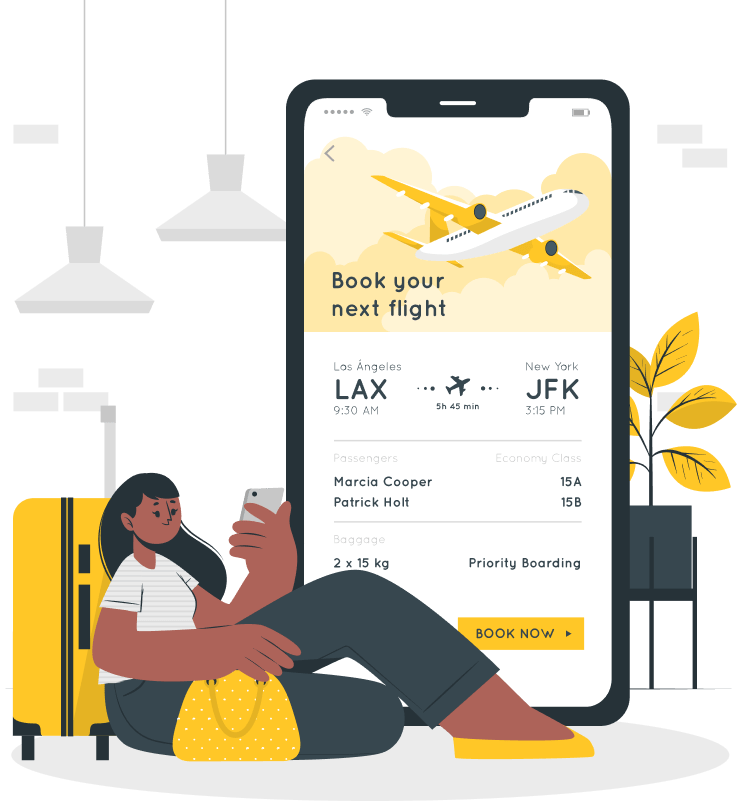 Book your
next flight
Los Ángeles
New York
LAX
JFK
9:30 AM
5h 45 min
3:15 PM
Passengers
Economy Class
Marcia Cooper
15A
Patrick Holt
15B
Baggage
2 x 15 kg
Priority Boarding
BOOK NOW